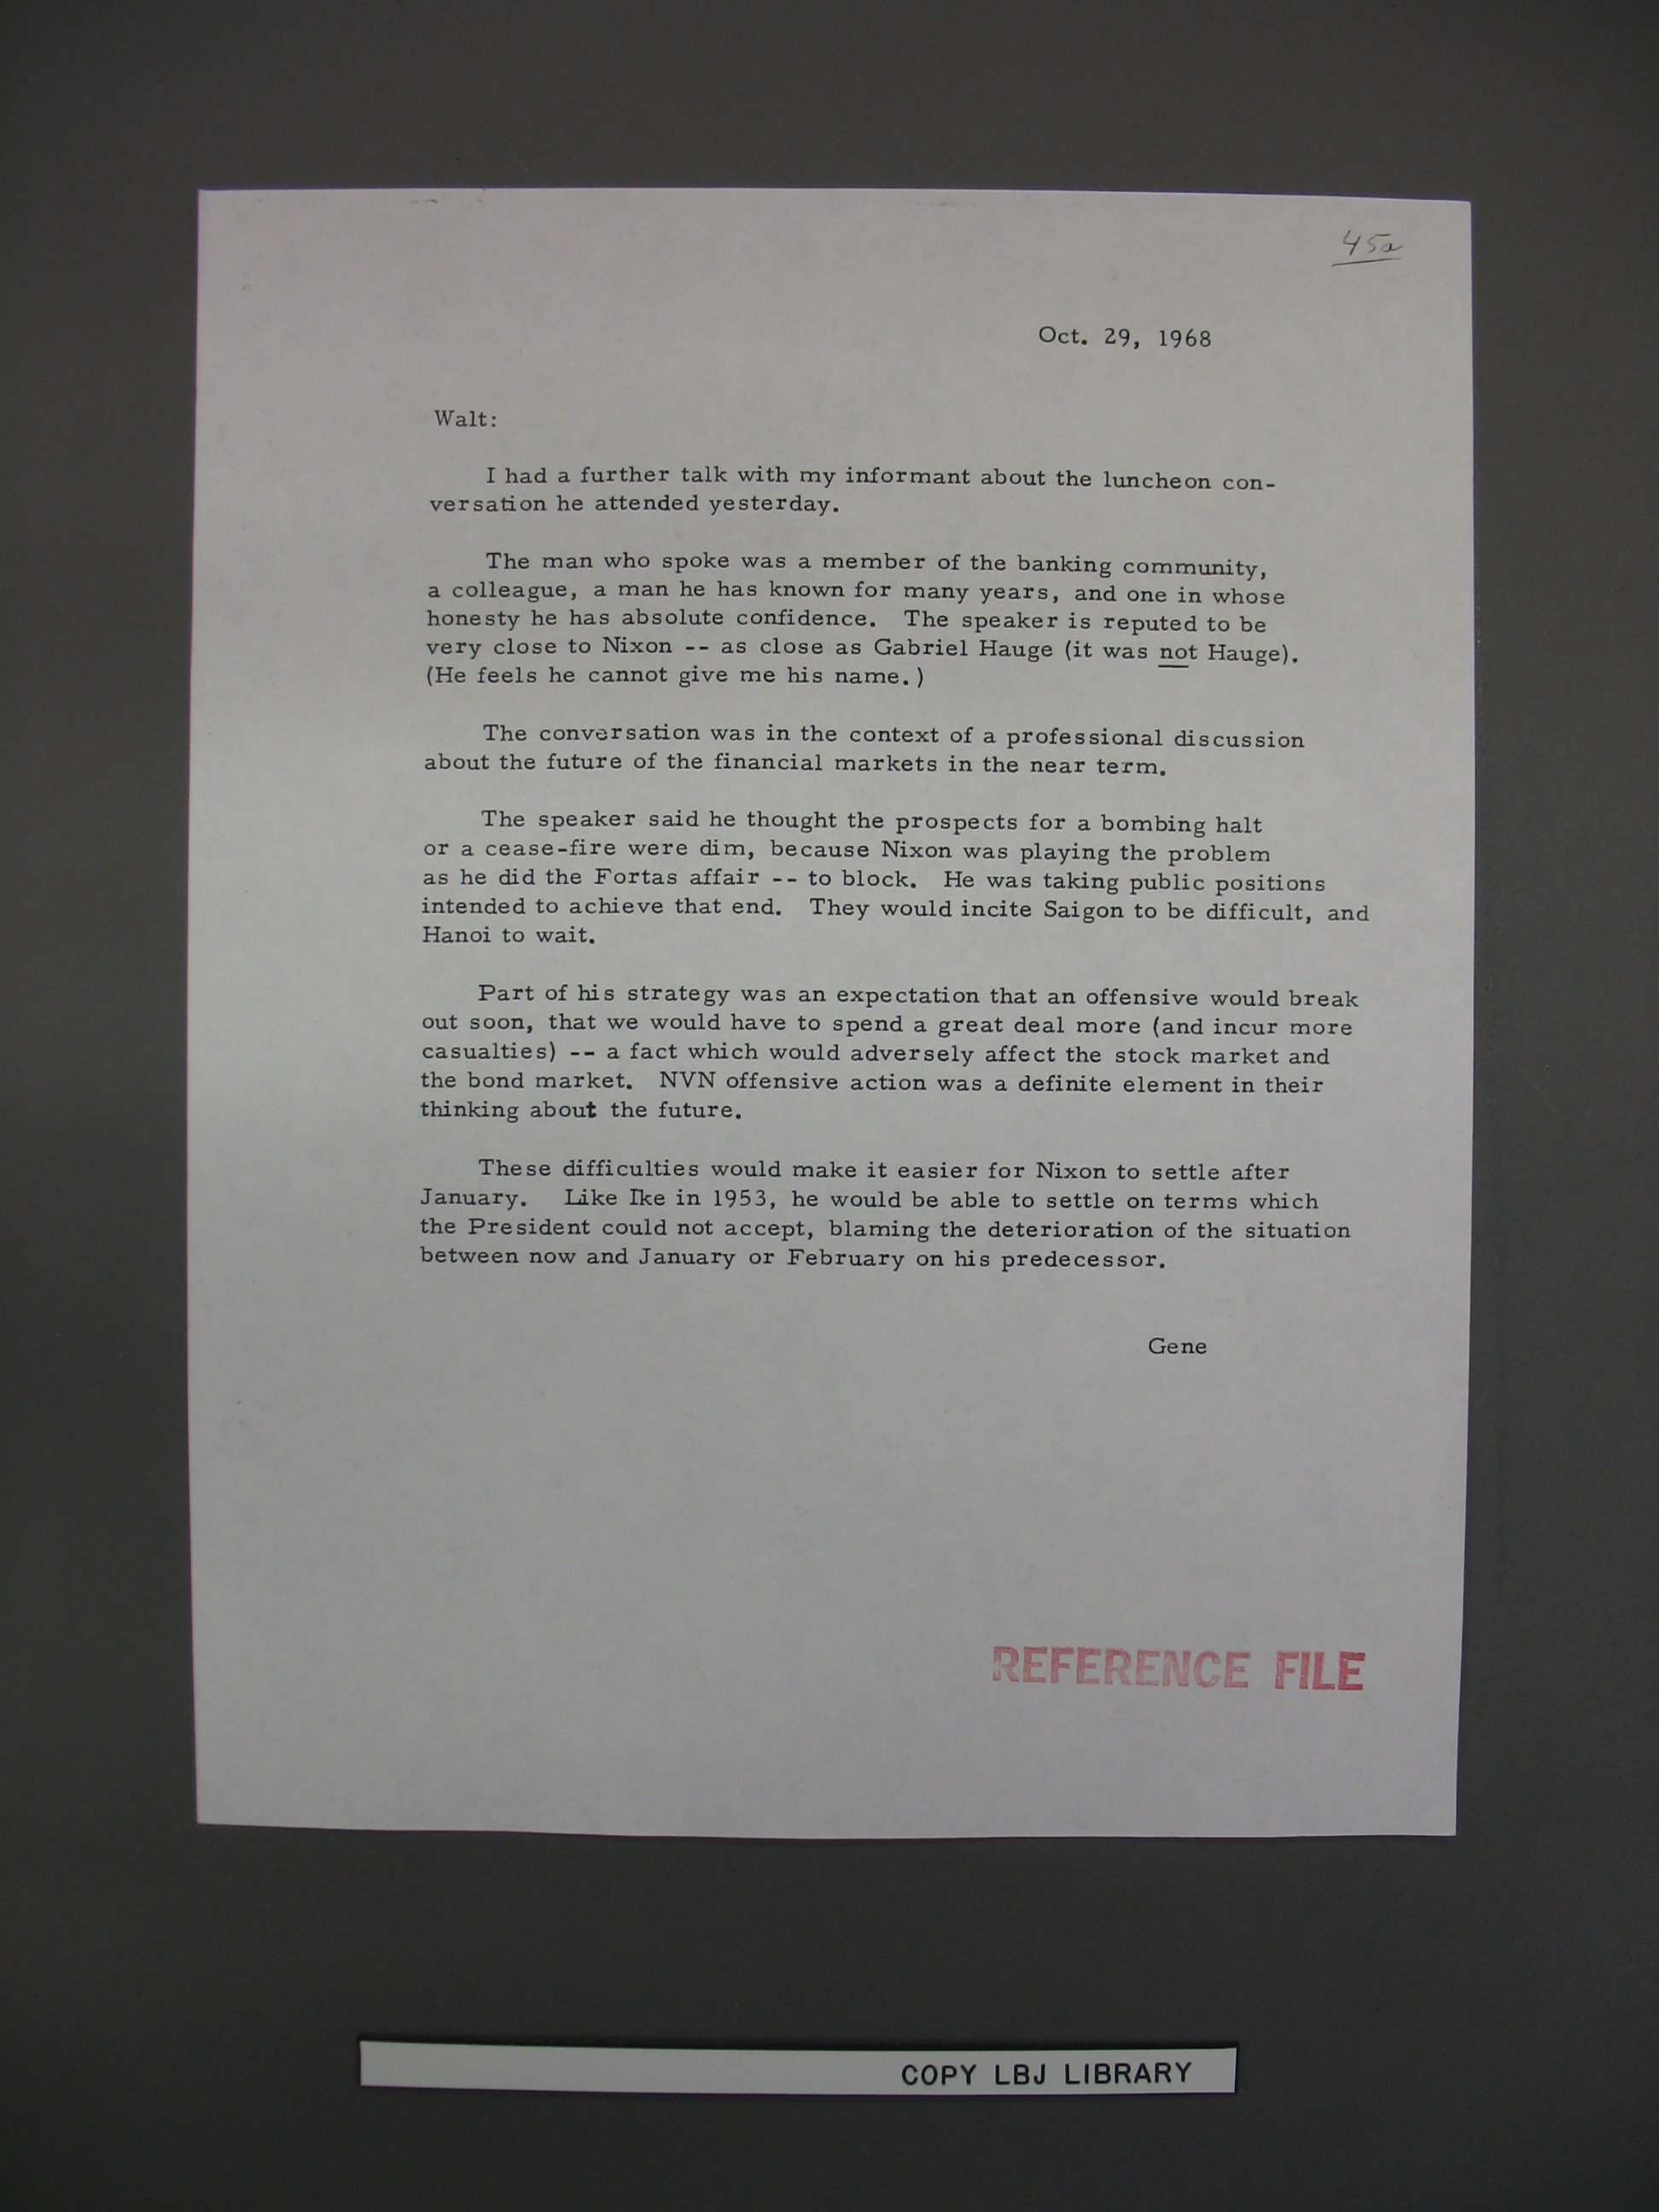 45a
Oct. 29, 1968
Walt:
I had a further talk with my informant about the luncheon con-
versation he attended yesterday.
The man who spoke was a member of the banking community,
a colleague, a man he has known for many years, and one in whose
honesty he has absolute confidence. The speaker is reputed to be
very close to Nixon -- as close as Gabriel Hauge (it was not Hauge).
(He feels he cannot give me his name.)
The conversation was in the context of a professional discussion
about the future of the financial markets in the near term.
The speaker said he thought the prospects for a bombing halt
or a cease-fire were dim, because Nixon was playing the problem
as he did the Fortas affair -- to block. He was taking public positions
intended to achieve that end. They would incite Saigon to be difficult, and
Hanoi to wait.
Part of his strategy was an expectation that an offensive would break
out soon, that we would have to spend a great deal more (and incur more
casualties) -- a fact which would adversely affect the stock market and
the bond market. NVN offensive action was a definite element in their
thinking about the future.
These difficulties would make it easier for Nixon to settle after
January. Like Ike in 1953, he would be able to settle on terms which
the President could not accept, blaming the deterioration of the situation
between now and January or February on his predecessor.
Gene
REFERENCE FILE
COPY LBJ LIBRARY